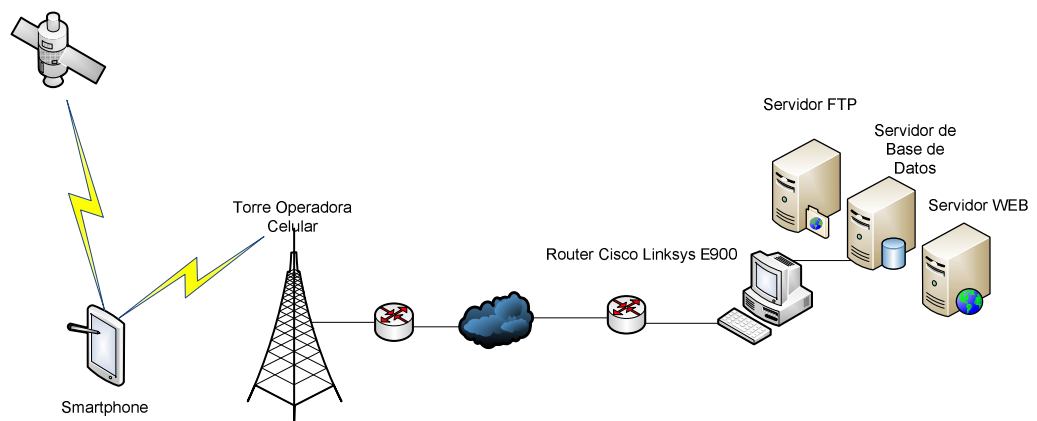 Servidor FTP
Servidor de
Base de
Datos
Servidor WEB
Torre Operadora
Celular
Router Cisco Linksys E900
Smartphone